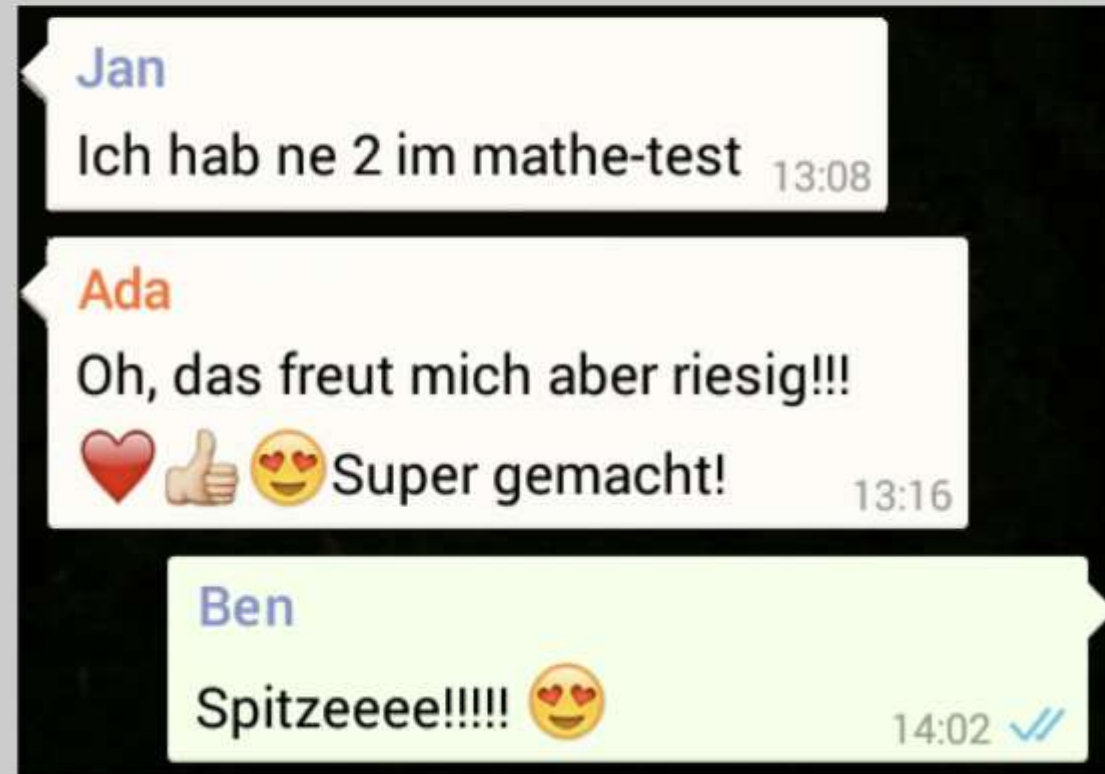 Jan
Ich hab ne 2 im mathe-test 13:08
Ada
Oh, das freut mich aber riesig!!!
❤️👍😍Super gemacht! 13:16
Ben
Spitzeeee!!!!! 😍 14:02